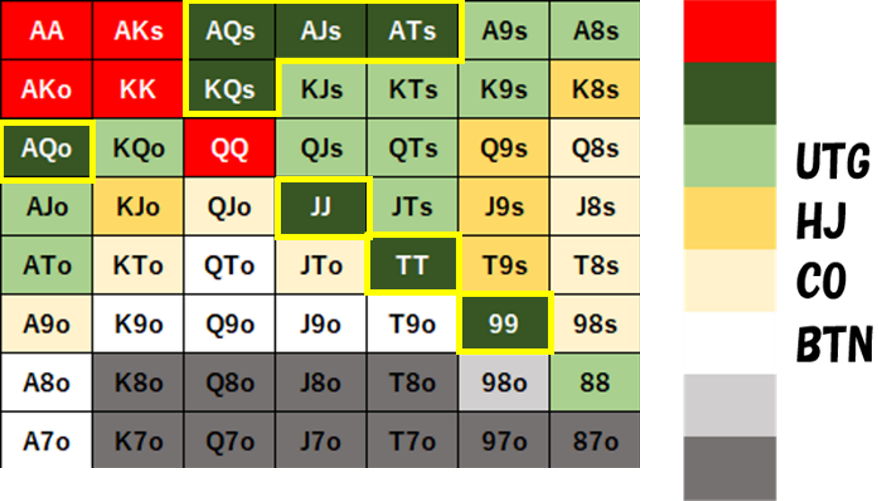 AA AKs AQs AJs ATs A9s A8s
AKo KK KQs KJs KTs K9s K8s
AQo KQo QQ QJs QTs Q9s Q8s
AJo KJo QJo JJ JTs J9s J8s
ATo KTo QTo JTo TT T9s T8s
A9o K9o Q9o J9o T9o 99 98s
A8o K8o Q8o J8o T8o 98o 88
A7o K7o Q7o J7o T7o 97o 87o
UTG
HJ
CO
BTN